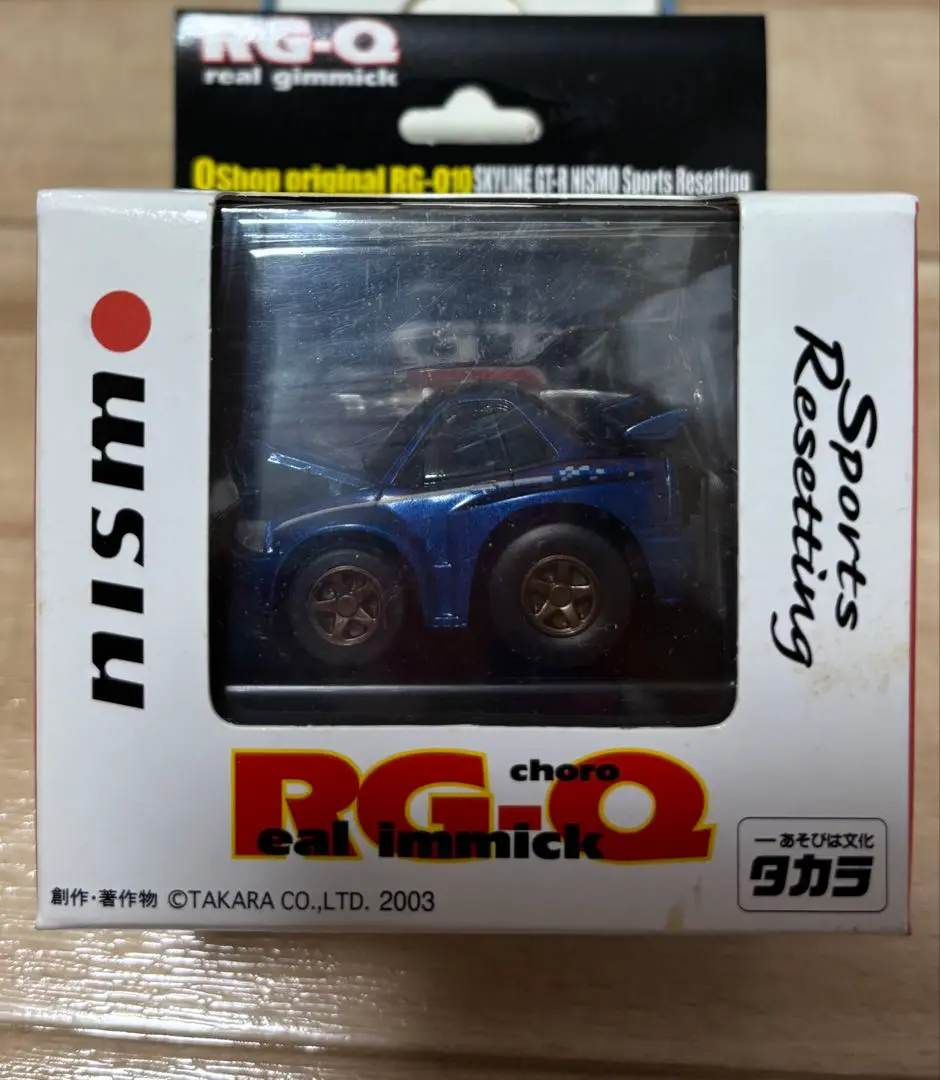 RG-Q
real gimmick
QShop original RG-Q10 SKYLINE GT-R NISMO Sports Resetting
nismo
Sports
Resetting
choro
RG-Q
eal immick
一あそびは文化
タカラ
創作・著作物 ©TAKARA CO.,LTD. 2003